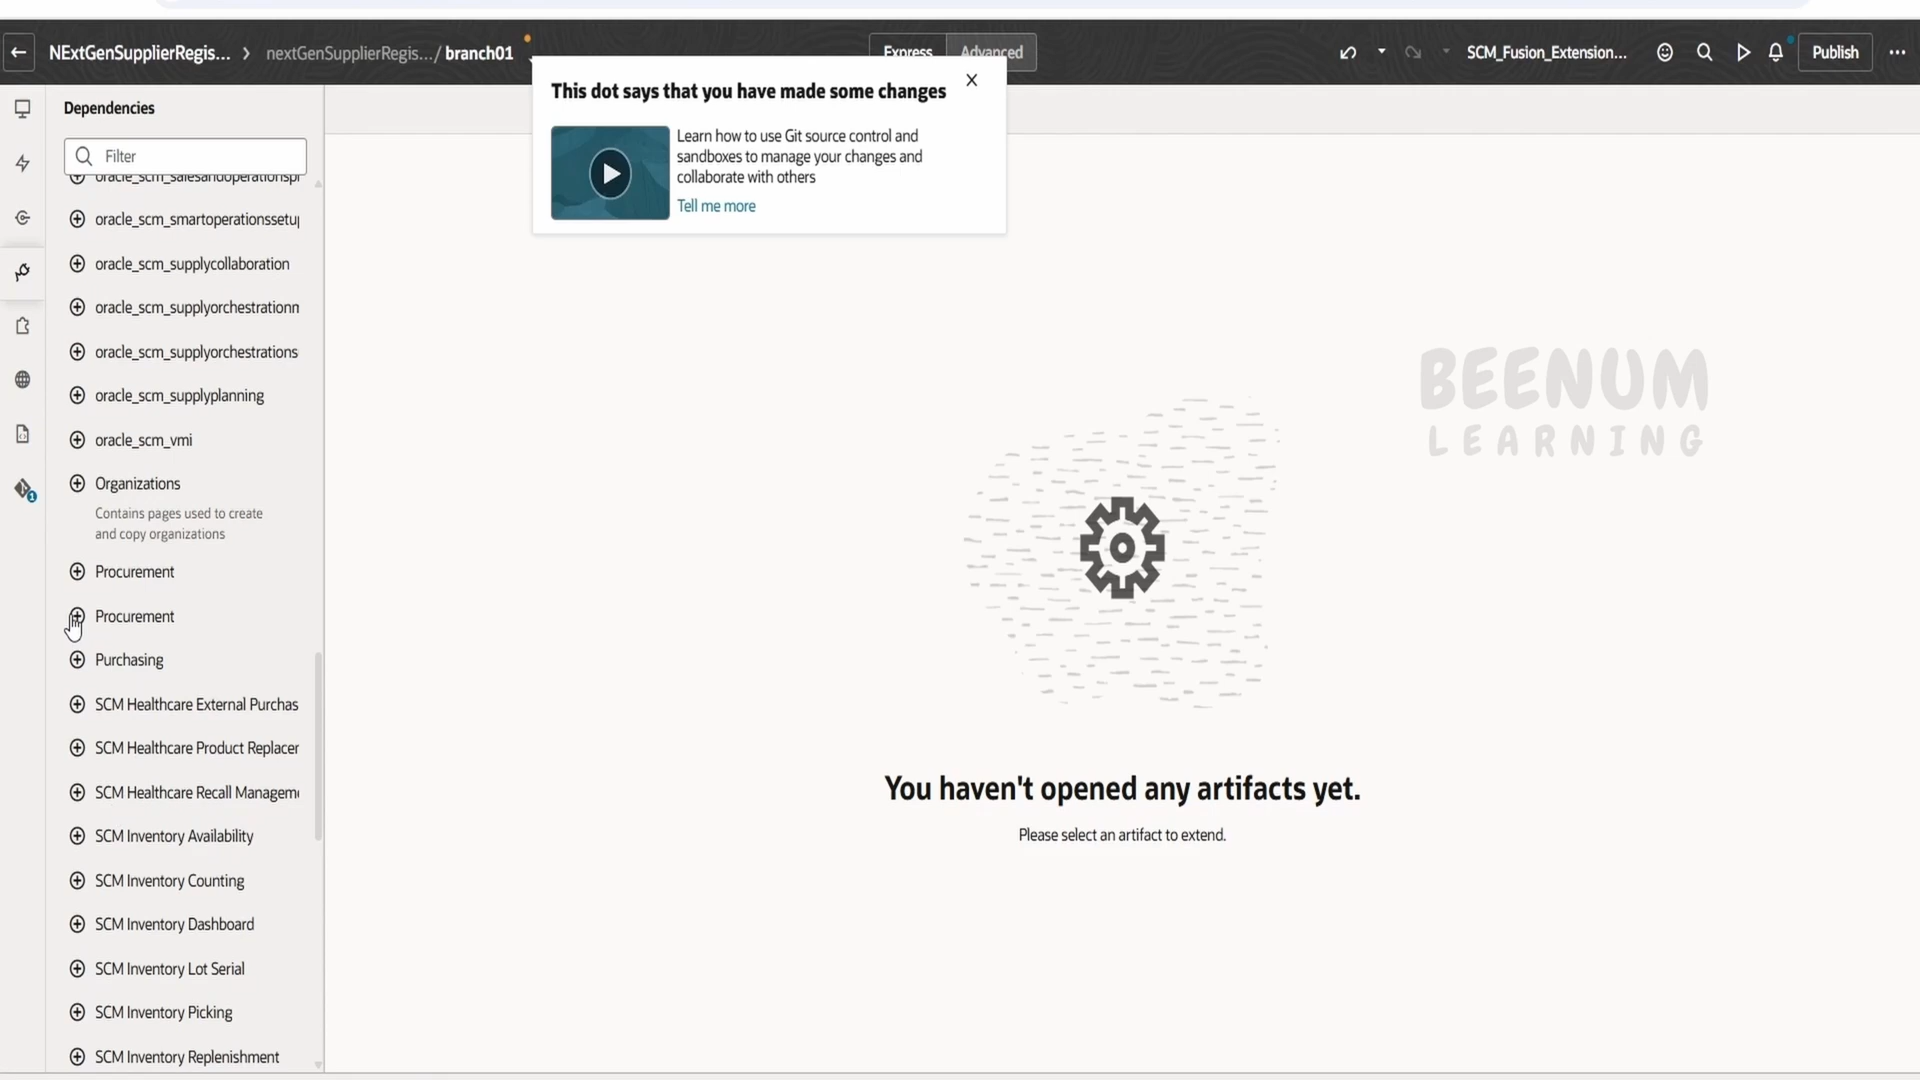 NExtGenSupplierRegis... > nextGenSupplierRegis.../ branch01
Express Advanced
SCM_Fusion_Extension...
Publish
Dependencies
Filter
oracle_scm_salesandoperationspl
oracle_scm_smartoperationssetu
oracle_scm_supplycollaboration
oracle_scm_supplyorchestration
oracle_scm_supplyorchestrations
oracle_scm_supplyplanning
oracle_scm_vmi
Organizations
Contains pages used to create
and copy organizations
Procurement
Procurement
Purchasing
SCM Healthcare External Purchas
SCM Healthcare Product Replacer
SCM Healthcare Recall Managem
SCM Inventory Availability
SCM Inventory Counting
SCM Inventory Dashboard
SCM Inventory Lot Serial
SCM Inventory Picking
SCM Inventory Replenishment
1
This dot says that you have made some changes
Learn how to use Git source control and
sandboxes to manage your changes and
collaborate with others
Tell me more
BEENUM
LEARNING
You haven't opened any artifacts yet.
Please select an artifact to extend.